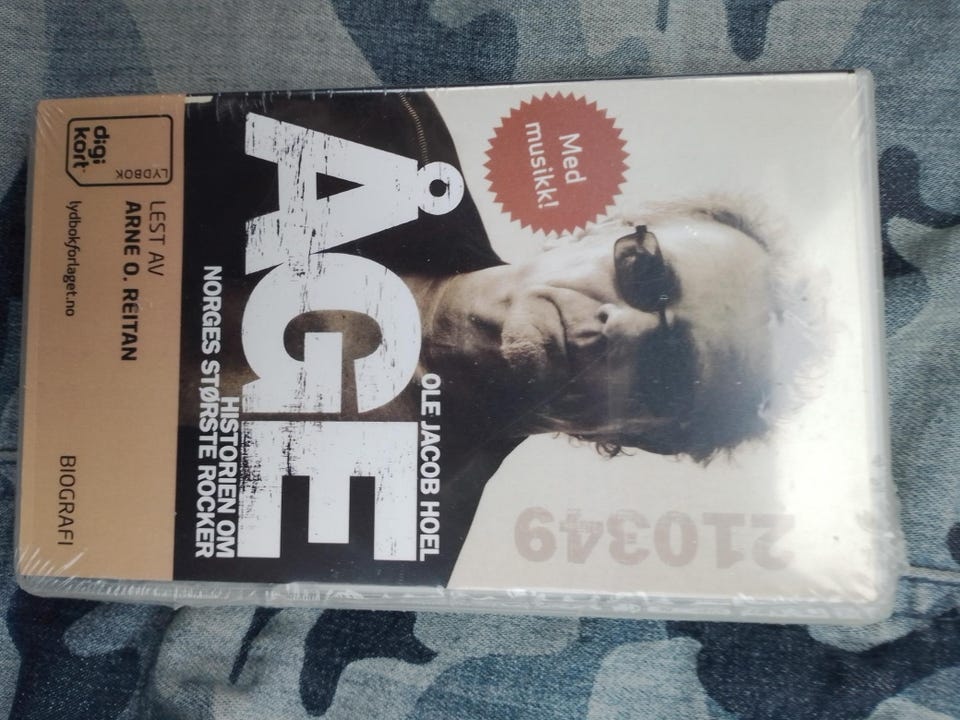 210349
Med
musikk!
OLE JACOB HOEL
ÅGE
HISTORIEN OM
NORGES STØRSTE ROCKER
LYDBOK
digi
kort
LEST AV
ARNE O. REITAN
lydbokforlaget.no
BIOGRAFI